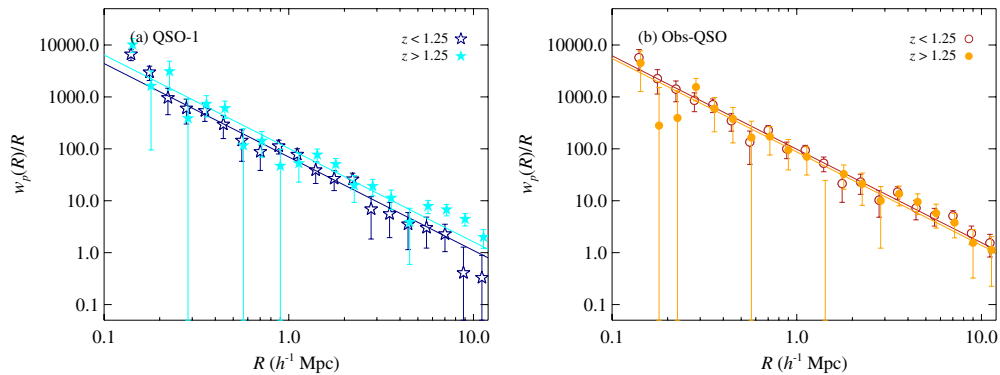 (a) QSO-1
z < 1.25
z > 1.25
10000.0
1000.0
100.0
10.0
1.0
0.1
w_p(R)/R
0.1 1.0 10.0
R (h⁻¹ Mpc)
(b) Obs-QSO
z < 1.25
z > 1.25
10000.0
1000.0
100.0
10.0
1.0
0.1
w_p(R)/R
0.1 1.0 10.0
R (h⁻¹ Mpc)